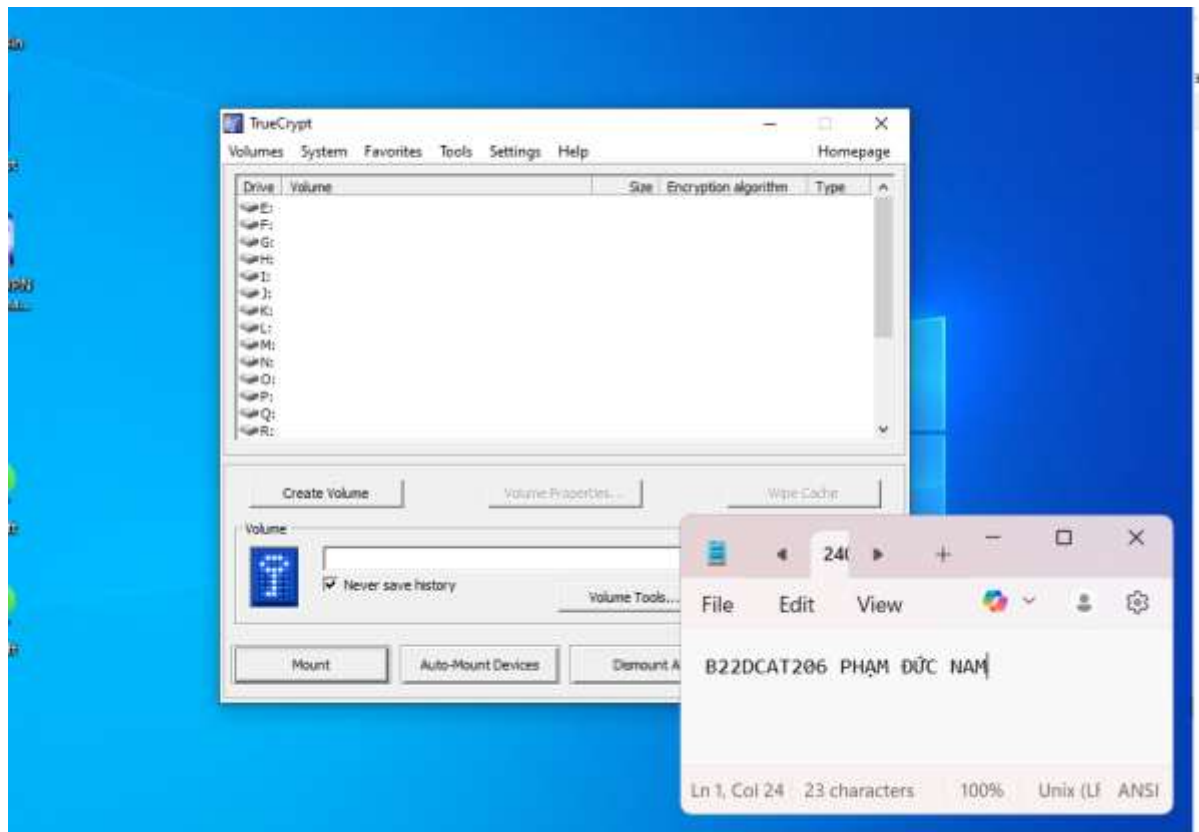 TrueCrypt
Volumes System Favorites Tools Settings Help Homepage
Drive Volume Size Encryption algorithm Type
E:
F:
G:
H:
I:
J:
K:
L:
M:
N:
O:
P:
Q:
R:
Create Volume Volume Properties... Wipe Cache
Volume
Never save history
Volume Tools...
Mount Auto-Mount Devices Dismount A
240
File Edit View
B22DCAT206 PHẠM ĐỨC NAM
Ln 1, Col 24 23 characters 100% Unix (LF ANSI